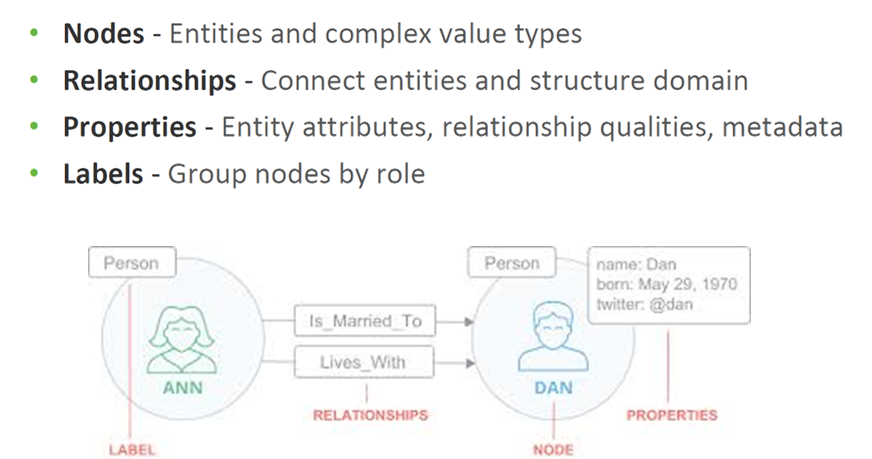 • Nodes - Entities and complex value types
• Relationships - Connect entities and structure domain
• Properties - Entity attributes, relationship qualities, metadata
• Labels - Group nodes by role
Person
Person
name: Dan
born: May 29, 1970
twitter: @dan
Is_Married_To
Lives_With
ANN
DAN
RELATIONSHIPS
PROPERTIES
LABEL
NODE